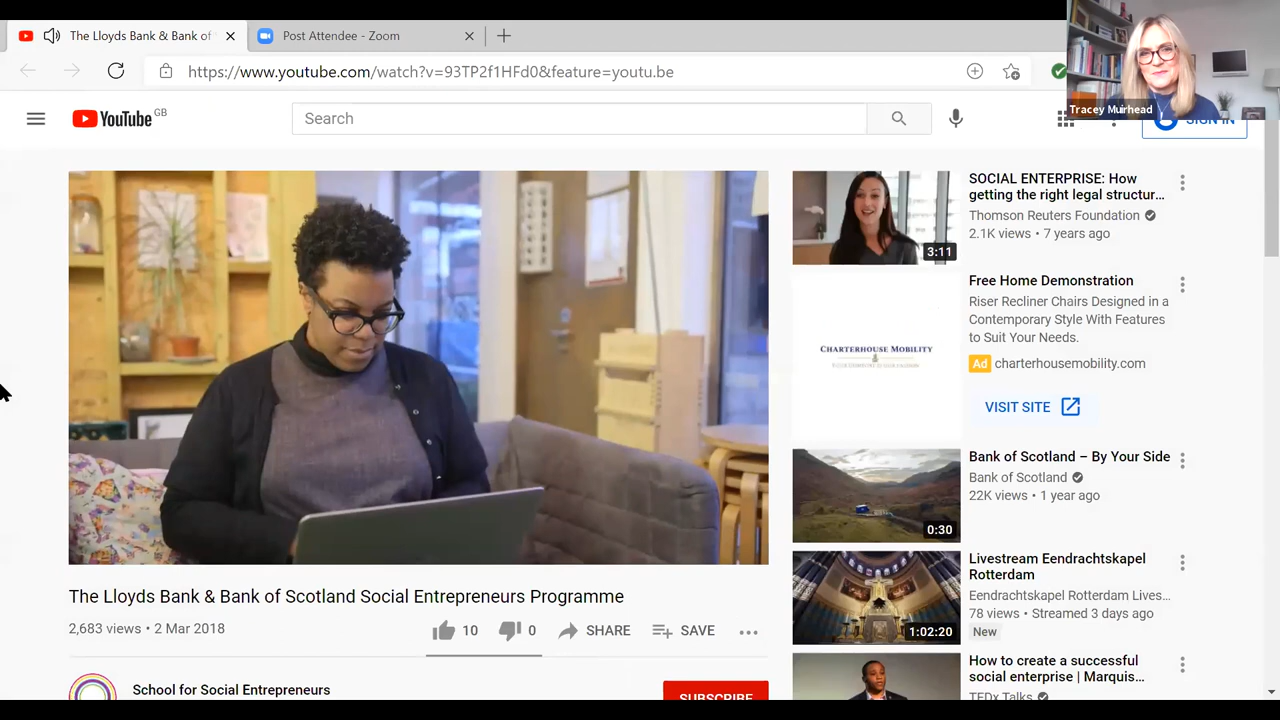 The Lloyds Bank & Bank of
Post Attendee - Zoom
https://www.youtube.com/watch?v=93TP2f1HFd0&feature=youtu.be
Tracey Muirhead
YouTube GB
Search
SIGN IN
SOCIAL ENTERPRISE: How
getting the right legal structur...
Thomson Reuters Foundation
2.1K views • 7 years ago
3:11
Free Home Demonstration
Riser Recliner Chairs Designed in a
Contemporary Style With Features
to Suit Your Needs.
Ad charterhousemobility.com
CHARTERHOUSE MOBILITY
VISIT SITE
Bank of Scotland – By Your Side
Bank of Scotland
22K views • 1 year ago
0:30
Livestream Eendrachtskapel
Rotterdam
Eendrachtskapel Rotterdam Lives...
78 views • Streamed 3 days ago
New
1:02:20
How to create a successful
social enterprise | Marquis...
TEDx Talks
The Lloyds Bank & Bank of Scotland Social Entrepreneurs Programme
2,683 views • 2 Mar 2018
10 0 SHARE SAVE
School for Social Entrepreneurs
SUBSCRIBE